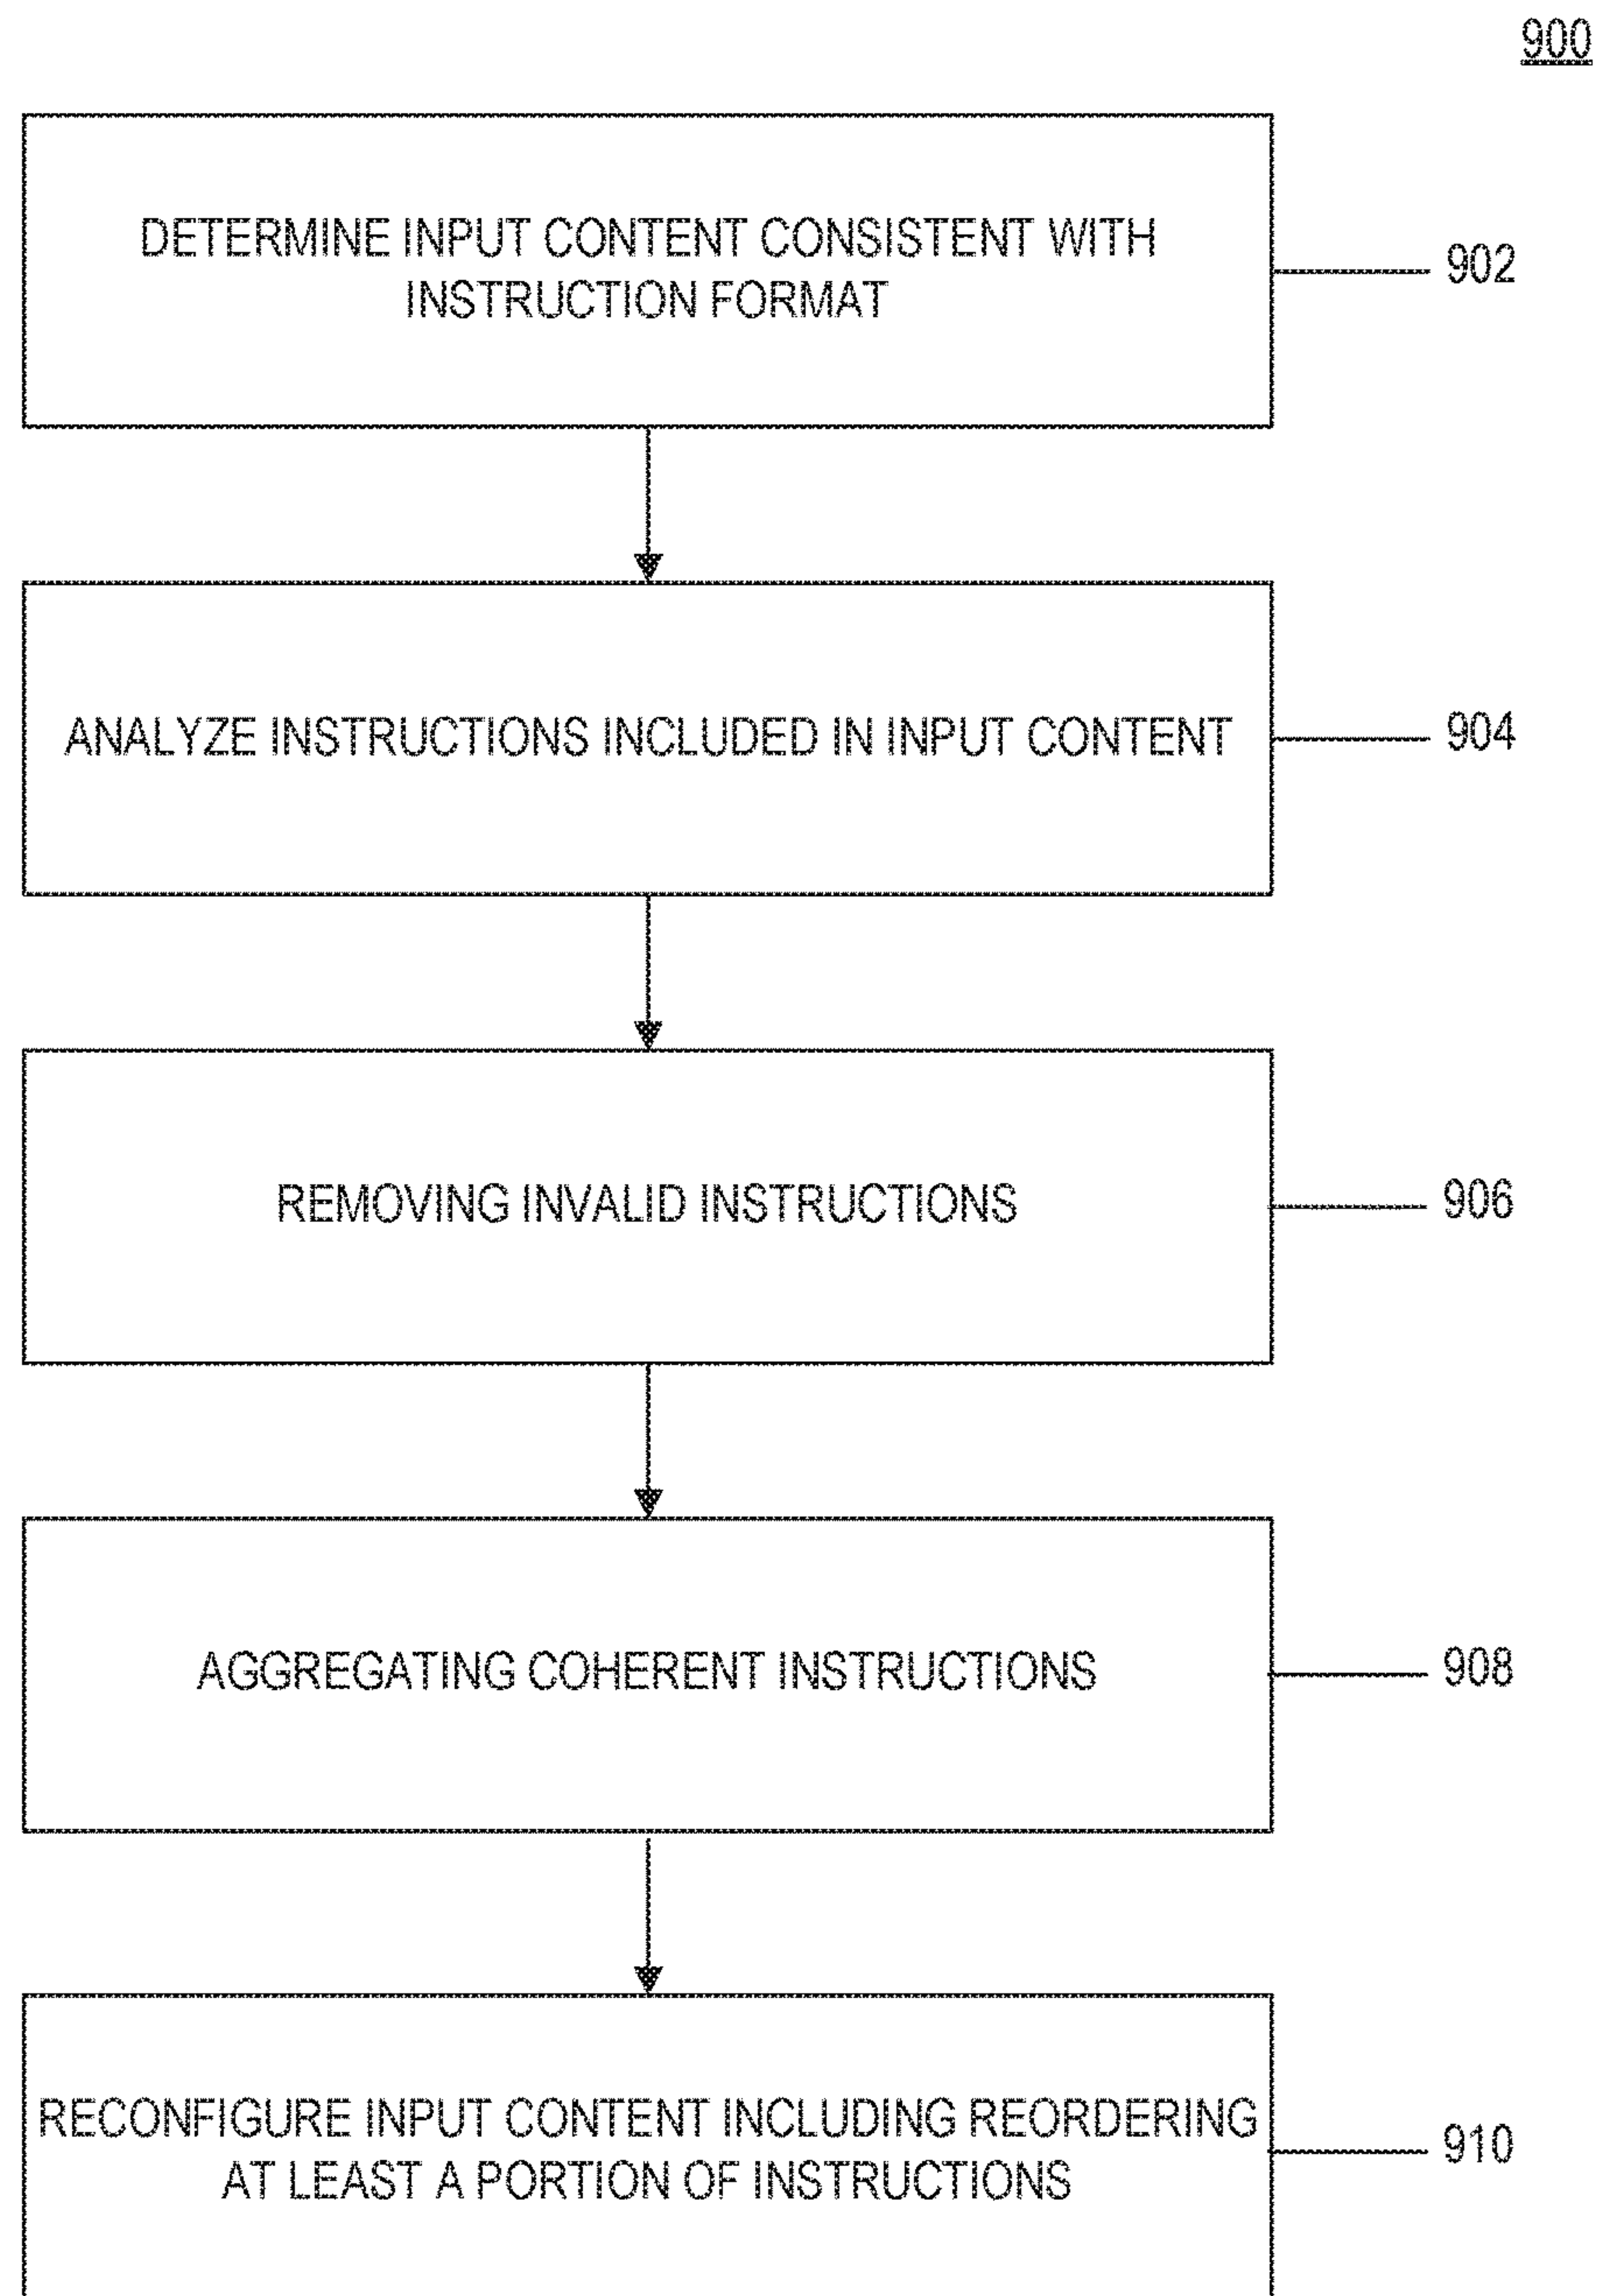 900
DETERMINE INPUT CONTENT CONSISTENT WITH
INSTRUCTION FORMAT
902
ANALYZE INSTRUCTIONS INCLUDED IN INPUT CONTENT
904
REMOVING INVALID INSTRUCTIONS
906
AGGREGATING COHERENT INSTRUCTIONS
908
RECONFIGURE INPUT CONTENT INCLUDING REORDERING
AT LEAST A PORTION OF INSTRUCTIONS
910